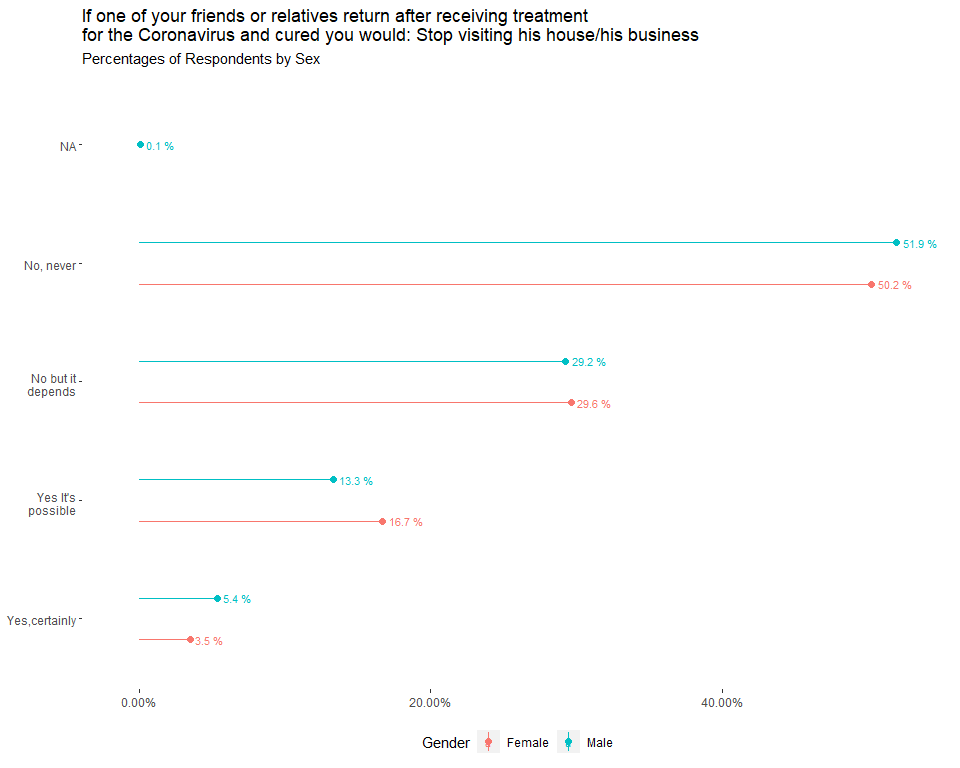 If one of your friends or relatives return after receiving treatment
for the Coronavirus and cured you would: Stop visiting his house/his business
Percentages of Respondents by Sex
NA
0.1 %
51.9 %
No, never
50.2 %
29.2 %
No but it
depends
29.6 %
13.3 %
Yes It's
possible
16.7 %
5.4 %
Yes,certainly
3.5 %
0.00% 20.00% 40.00%
Gender Female Male